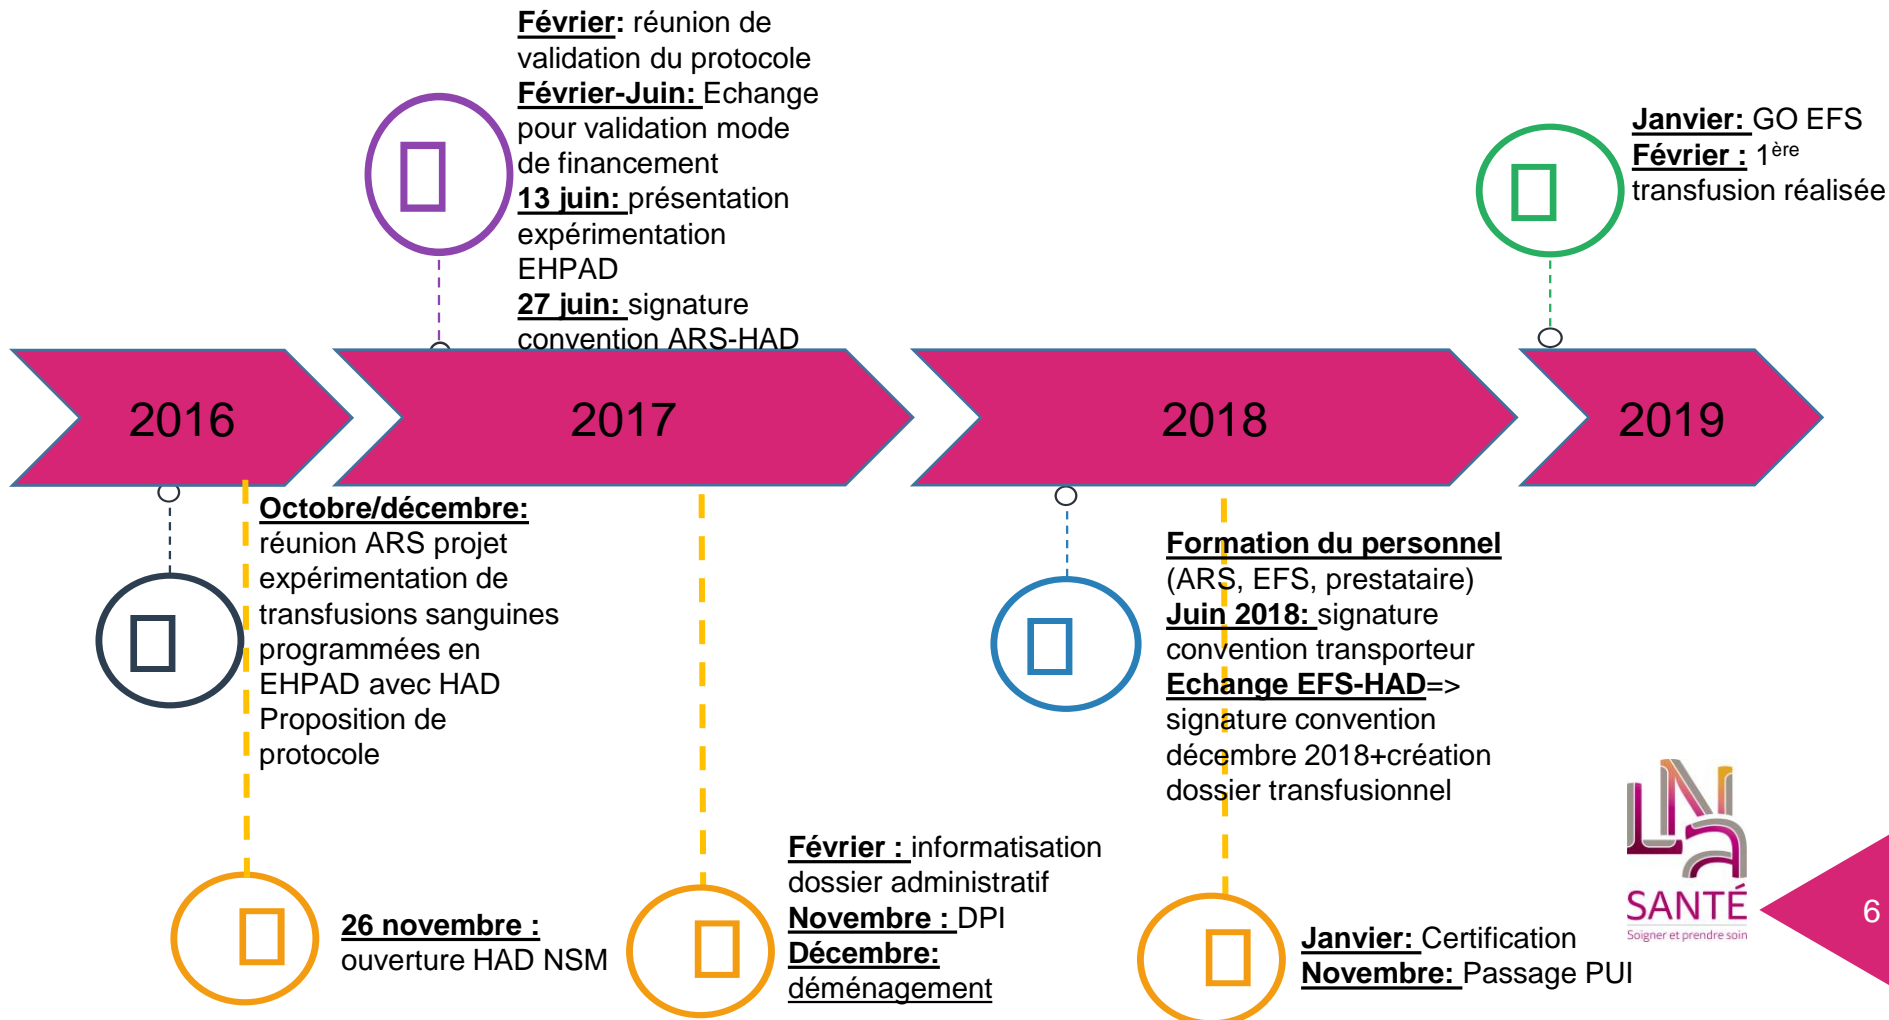 Février: réunion de
validation du protocole
Février-Juin: Echange
pour validation mode
de financement
13 juin: présentation
expérimentation
EHPAD
27 juin: signature
convention ARS-HAD
Janvier: GO EFS
Février : 1ère
transfusion réalisée
2016
2017
2018
2019
Octobre/décembre:
réunion ARS projet
expérimentation de
transfusions sanguines
programmées en
EHPAD avec HAD
Proposition de
protocole
Formation du personnel
(ARS, EFS, prestataire)
Juin 2018: signature
convention transporteur
Echange EFS-HAD=>
signature convention
décembre 2018+création
dossier transfusionnel
26 novembre :
ouverture HAD NSM
Février : informatisation
dossier administratif
Novembre : DPI
Décembre:
déménagement
Janvier: Certification
Novembre: Passage PUI
LNa
SANTÉ
Soigner et prendre soin
6